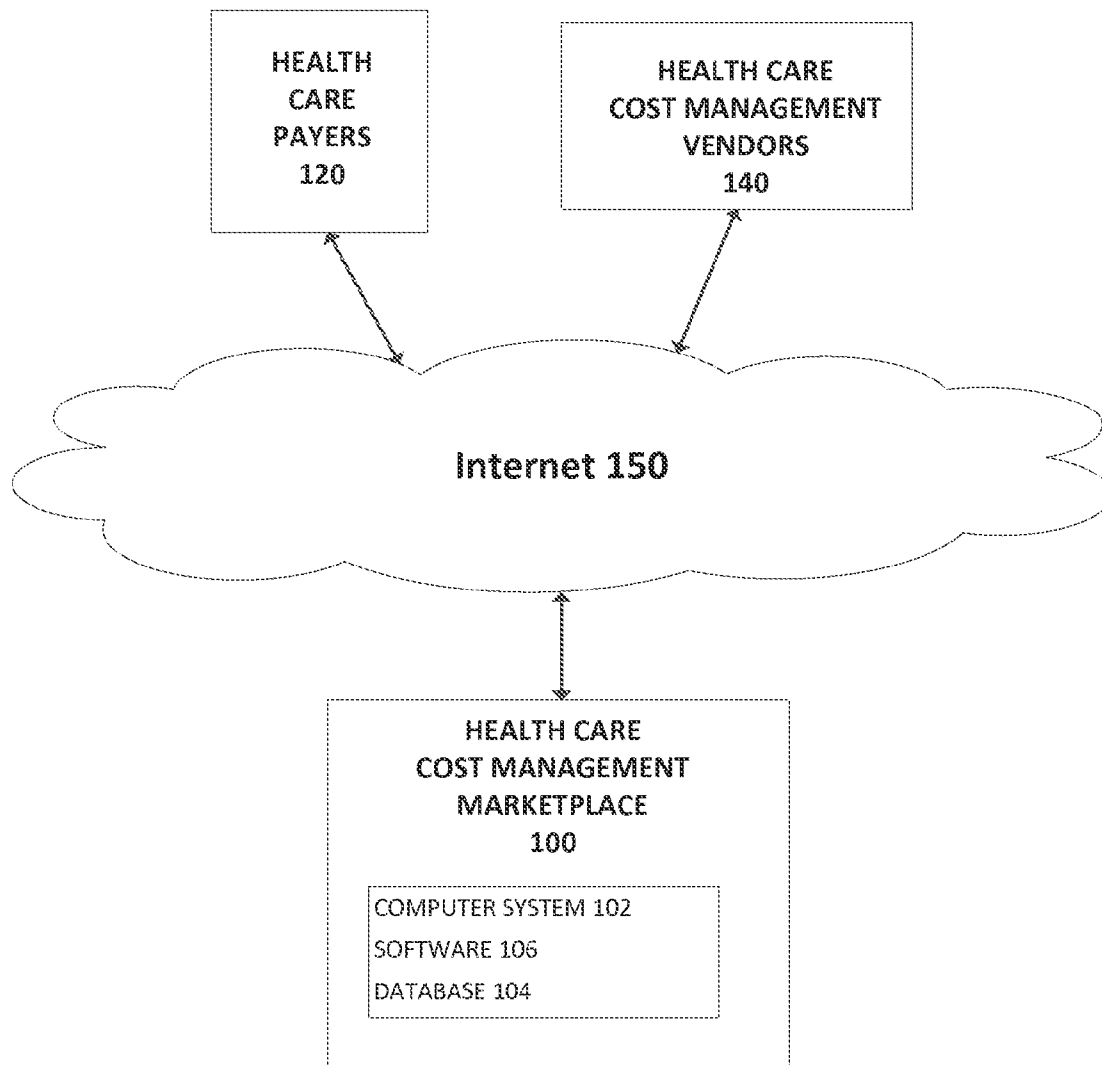 HEALTH
CARE
PAYERS
120
HEALTH CARE
COST MANAGEMENT
VENDORS
140
Internet 150
HEALTH CARE
COST MANAGEMENT
MARKETPLACE
100
COMPUTER SYSTEM 102
SOFTWARE 106
DATABASE 104